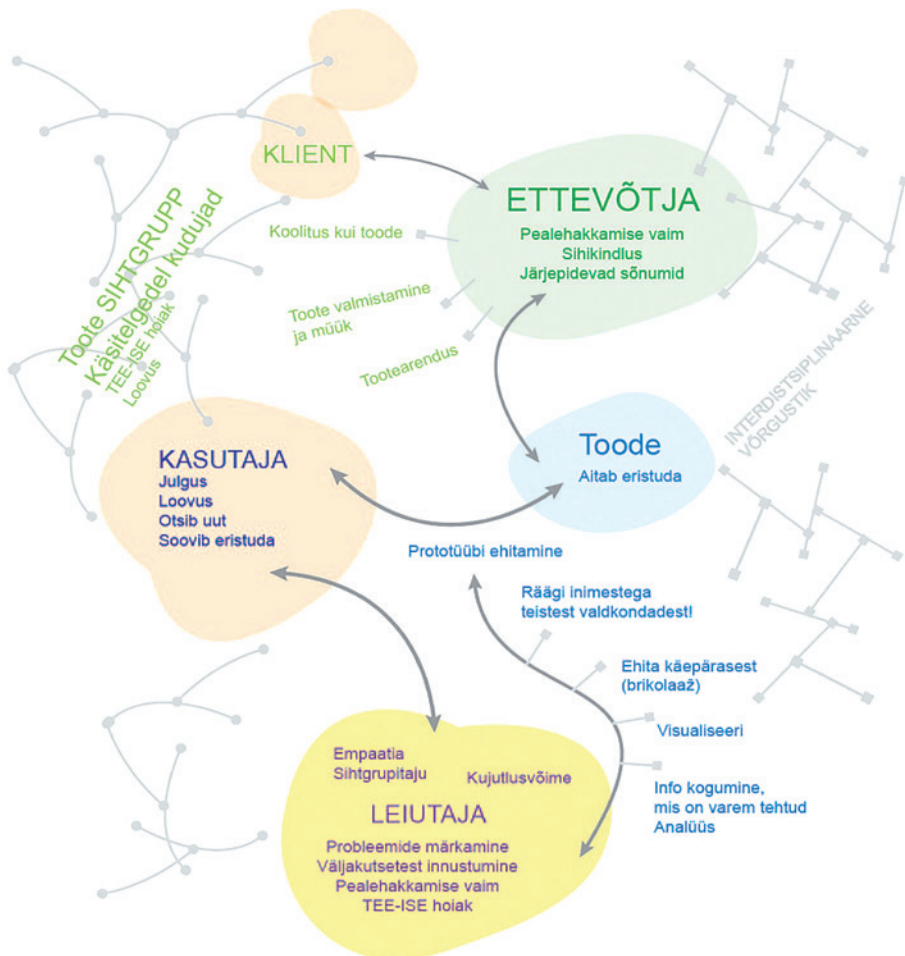 KLIENT
ETTEVÕTJA
Pealehakkamise vaim
Sihikindlus
Järjepidevad sõnumid
Koolitus kui toode
Toote valmistamine
ja müük
Tootearendus
Toote SIHTGRUPP
Käsitelgedel kudujad
TEE-ISE hoiak
Loovus
INTERDISTSIPLINAARNE
VÕRGUSTIK
KASUTAJA
Julgus
Loovus
Otsib uut
Soovib eristuda
Toode
Aitab eristuda
Prototüübi ehitamine
Räägi inimestega
teistest valdkondadest!
Ehita käepärasest
(brikolaaž)
Visualiseeri
Info kogumine,
mis on varem tehtud
Analüüs
Empaatia
Sihtgrupitaju
Kujutlusvõime
LEIUTAJA
Probleemide märkamine
Väljakutsetest innustumine
Pealehakkamise vaim
TEE-ISE hoiak